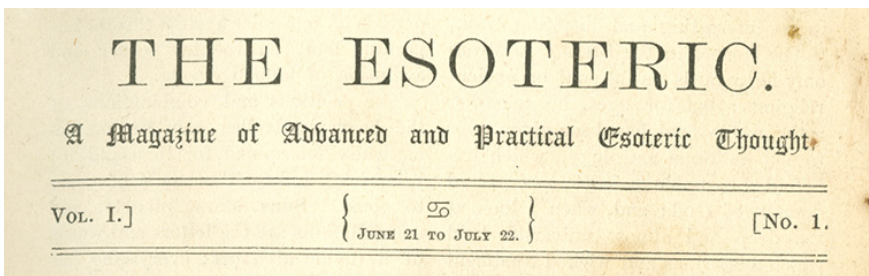 THE ESOTERIC.
A Magazine of Advanced and Practical Esoteric Thought.
VOL. I.] { ♋ JUNE 21 TO JULY 22. } [No. 1.